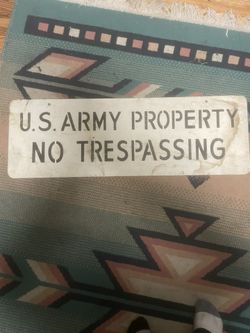 U.S. ARMY PROPERTY
NO TRESPASSING